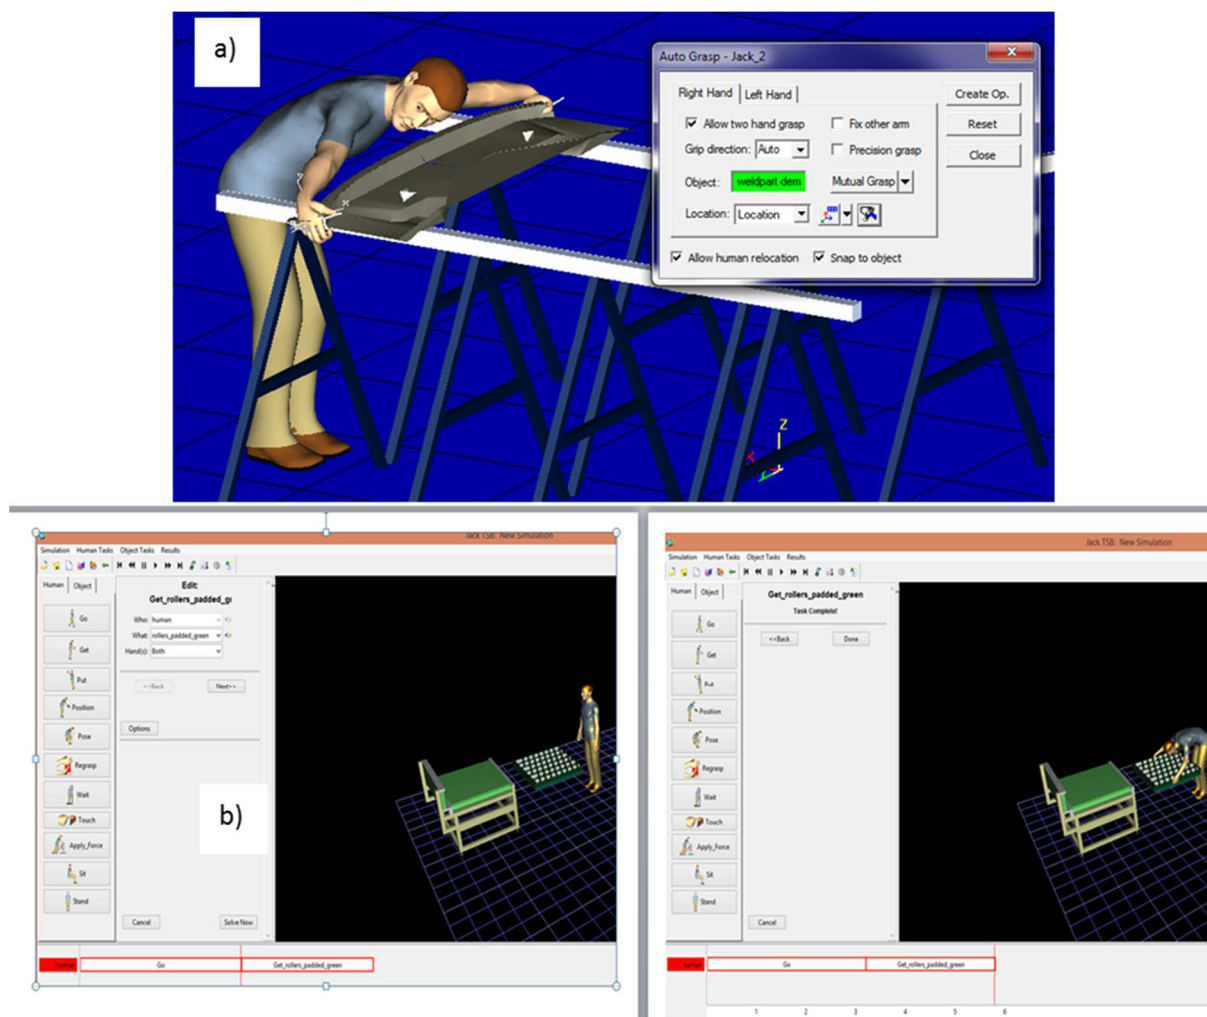 a)
Auto Grasp - Jack_2
Right Hand Left Hand
Create Op.
Allow two hand grasp Fix other arm
Reset
Grip direction: Auto Precision grasp
Close
Object: weldpart dem Mutual Grasp
Location: Location
Allow human relocation Snap to object
Z
Jack TSB: New Simulation
Simulation Human Tasks Object Tasks Results
Human Object
Edit:
Get_rollers_padded_gr
Go
Who: human
What: rollers_padded_green
Hand(s): Both
Get
Put
<<Back Next>>
Position
Options
Pose
Regrasp
Wait
b)
Touch
Apply_Force
Sit
Stand
Cancel Solve Now
Human Go Get_rollers_padded_green
Jack TSB: New Simulation
Simulation Human Tasks Object Tasks Results
Human Object
Get_rollers_padded_green
Task Complete!
Go
<<Back Done
Get
Put
Position
Pose
Regrasp
Wait
Touch
Apply_Force
Sit
Stand
Cancel
Human Go Get_rollers_padded_green
1 2 3 4 5 6